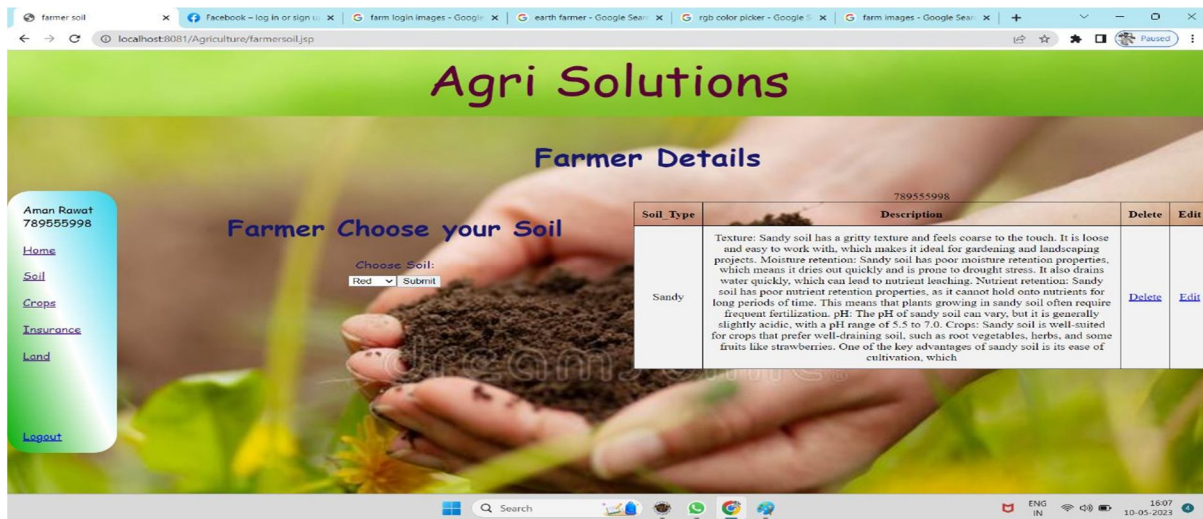 farmer soil
Facebook – log in or sign u
farm login images - Google
earth farmer - Google Sear
rgb color picker - Google S
farm images - Google Sear
localhost:8081/Agriculture/farmersoil.jsp
Paused
Agri Solutions
Farmer Details
Aman Rawat
789555998
Home
Soil
Crops
Insurance
Land
Logout
Farmer Choose your Soil
Choose Soil:
Red Submit
789555998
Soil_Type Description Delete Edit
Sandy
Texture: Sandy soil has a gritty texture and feels coarse to the touch. It is loose
and easy to work with, which makes it ideal for gardening and landscaping
projects. Moisture retention: Sandy soil has poor moisture retention properties,
which means it dries out quickly and is prone to drought stress. It also drains
water quickly, which can lead to nutrient leaching. Nutrient retention: Sandy
soil has poor nutrient retention properties, as it cannot hold onto nutrients for
long periods of time. This means that plants growing in sandy soil often require
frequent fertilization. pH: The pH of sandy soil can vary, but it is generally
slightly acidic, with a pH range of 5.5 to 7.0. Crops: Sandy soil is well-suited
for crops that prefer well-draining soil, such as root vegetables, herbs, and some
fruits like strawberries. One of the key advantages of sandy soil is its ease of
cultivation, which
Delete Edit
dreamstime.
Search
ENG
IN
16:07
10-05-2023
4